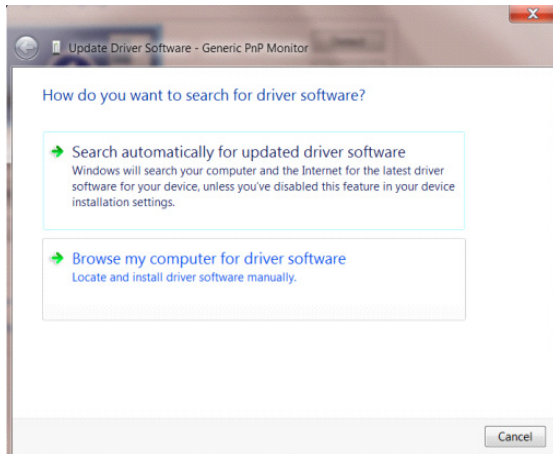 Update Driver Software - Generic PnP Monitor
How do you want to search for driver software?
Search automatically for updated driver software
Windows will search your computer and the Internet for the latest driver
software for your device, unless you've disabled this feature in your device
installation settings.
Browse my computer for driver software
Locate and install driver software manually.
Cancel